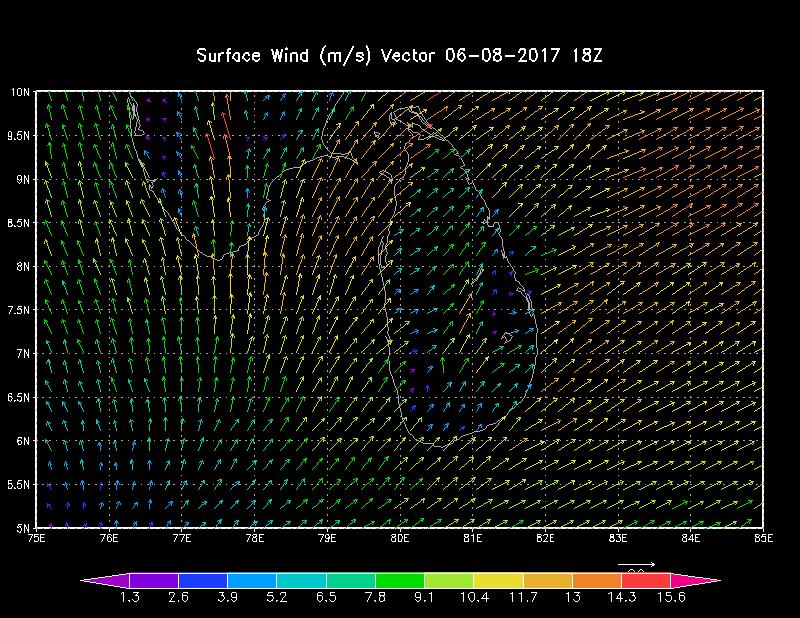 Surface Wind (m/s) Vector 06-08-2017 18Z
10N
9.5N
9N
8.5N
8N
7.5N
7N
6.5N
6N
5.5N
5N
75E 76E 77E 78E 79E 80E 81E 82E 83E 84E 85E
1.3 2.6 3.9 5.2 6.5 7.8 9.1 10.4 11.7 13 14.3 15.6